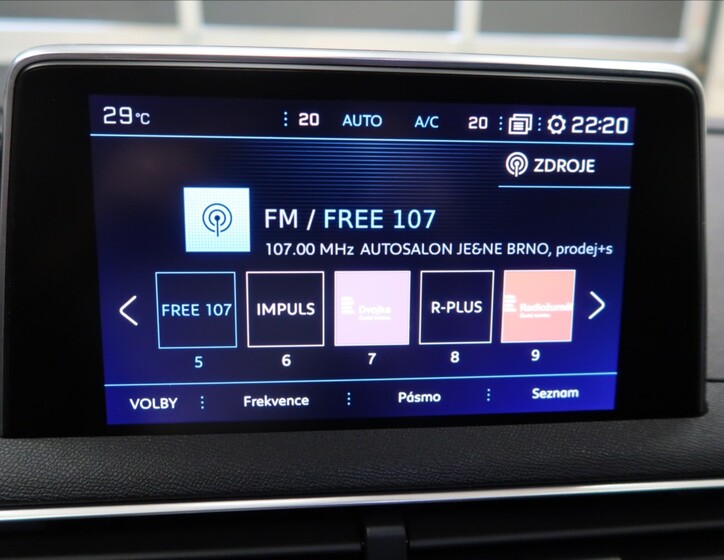 29°C 20 AUTO A/C 20 22:20
ZDROJE
FM / FREE 107
107.00 MHz AUTOSALON JE&NE BRNO, prodej+s
FREE 107 IMPULS Dvojka R-PLUS Radiožurnál
5 6 7 8 9
VOLBY Frekvence Pásmo Seznam